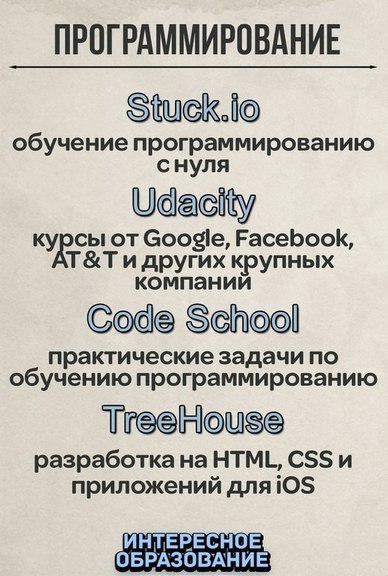 ПРОГРАММИРОВАНИЕ
Stuck.io
обучение программированию
с нуля
Udacity
курсы от Google, Facebook,
AT&T и других крупных
компаний
Code School
практические задачи по
обучению программированию
TreeHouse
разработка на HTML, CSS и
приложений для iOS
ИНТЕРЕСНОЕ
ОБРАЗОВАНИЕ